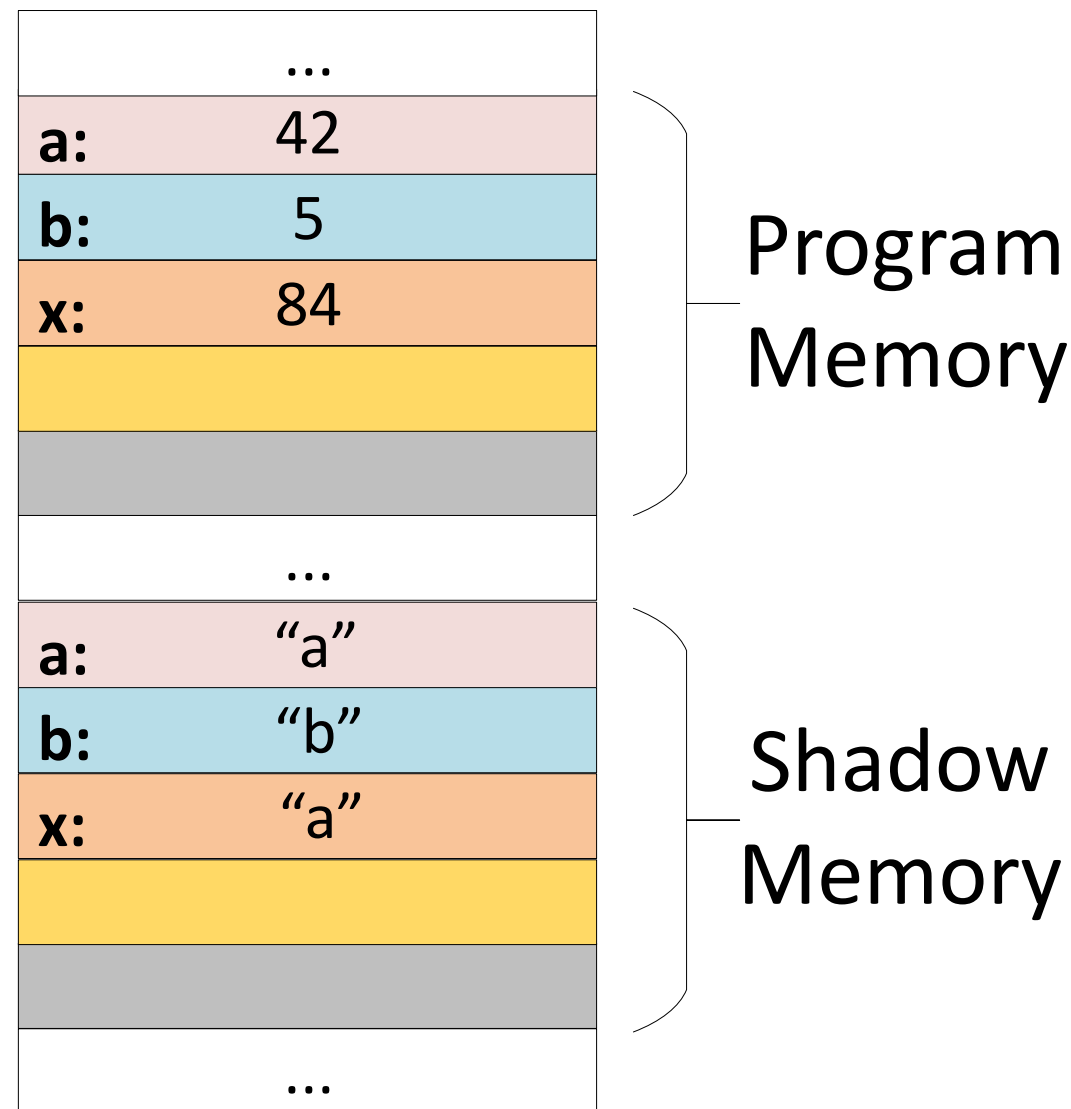 ...
a: 42
b: 5
x: 84
Program
Memory
...
a: “a”
b: “b”
x: “a”
Shadow
Memory
...